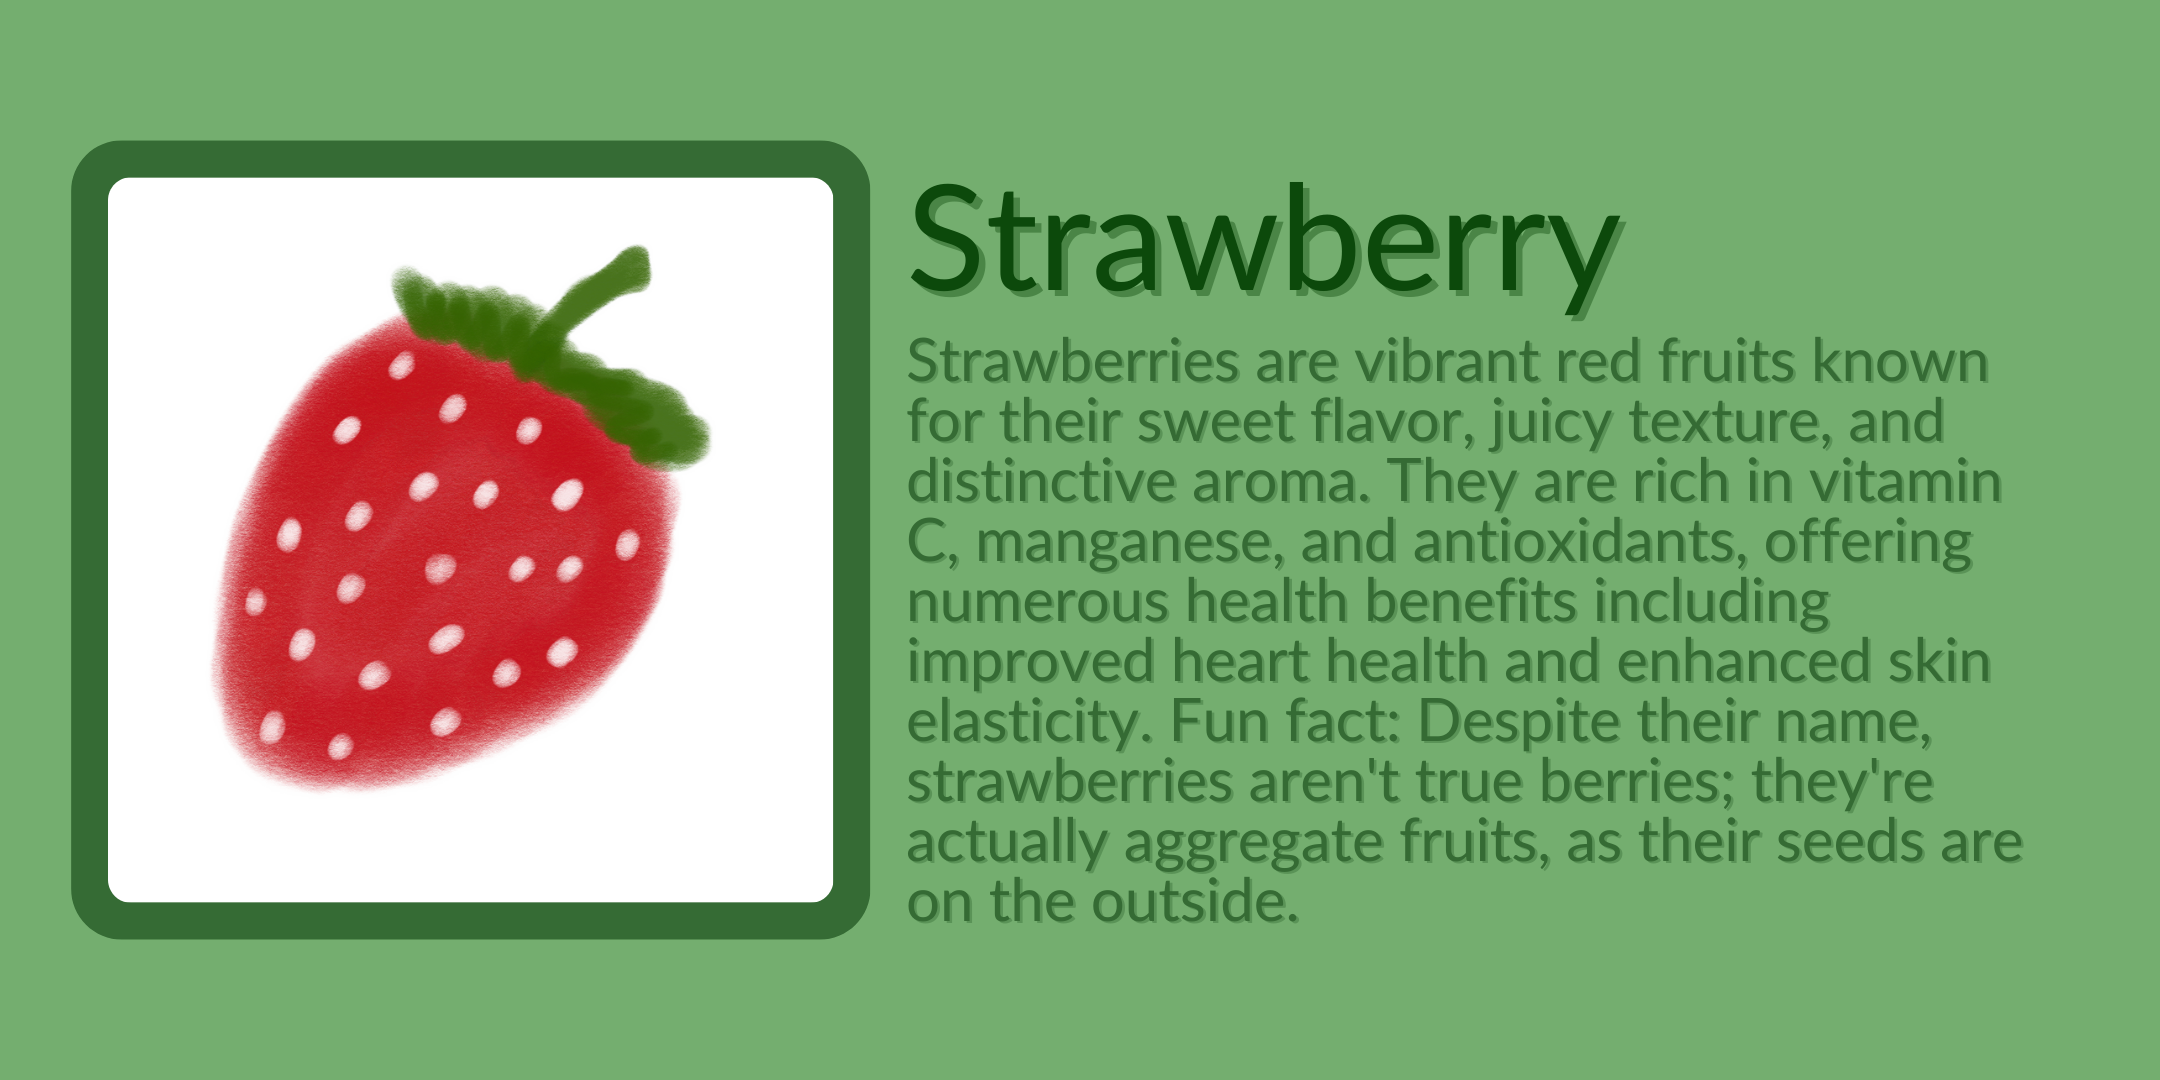 Strawberry
Strawberries are vibrant red fruits known
for their sweet flavor, juicy texture, and
distinctive aroma. They are rich in vitamin
C, manganese, and antioxidants, offering
numerous health benefits including
improved heart health and enhanced skin
elasticity. Fun fact: Despite their name,
strawberries aren't true berries; they're
actually aggregate fruits, as their seeds are
on the outside.